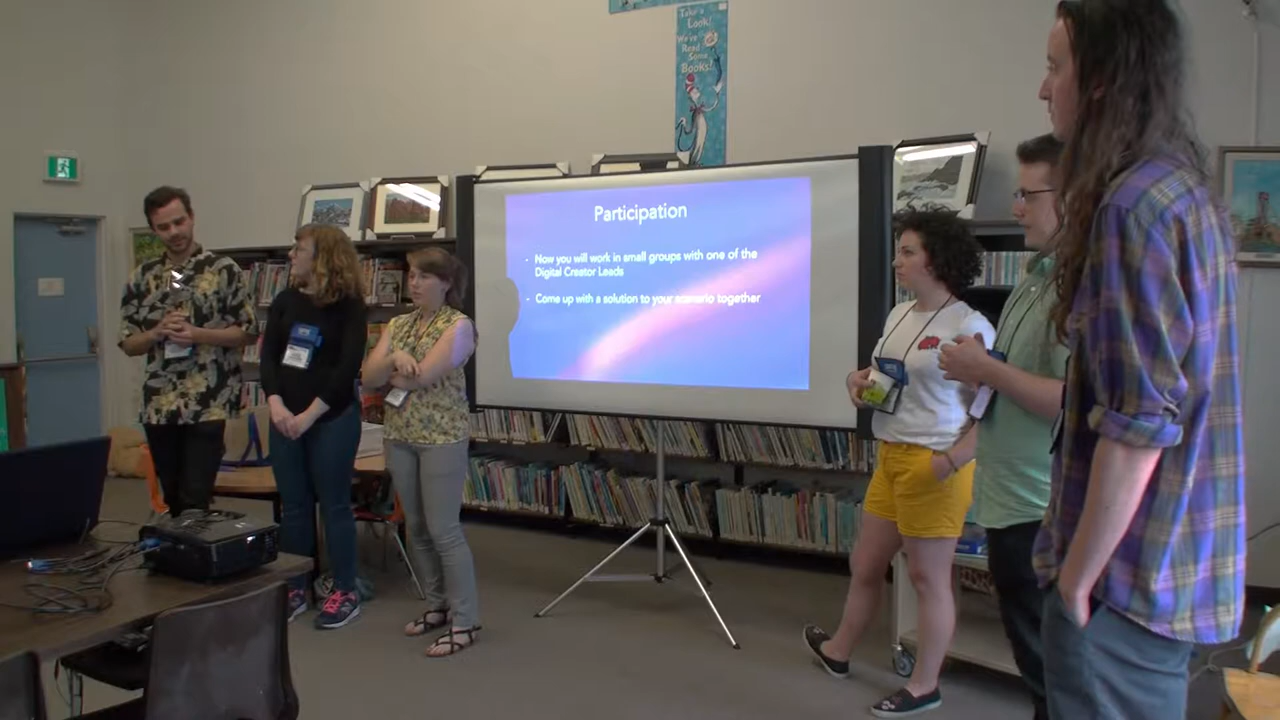 Take a
Look!
We've
Read
Some
Books!
Participation
- Now you will work in small groups with one of the
Digital Creator Leads
- Come up with a solution to your scenario together